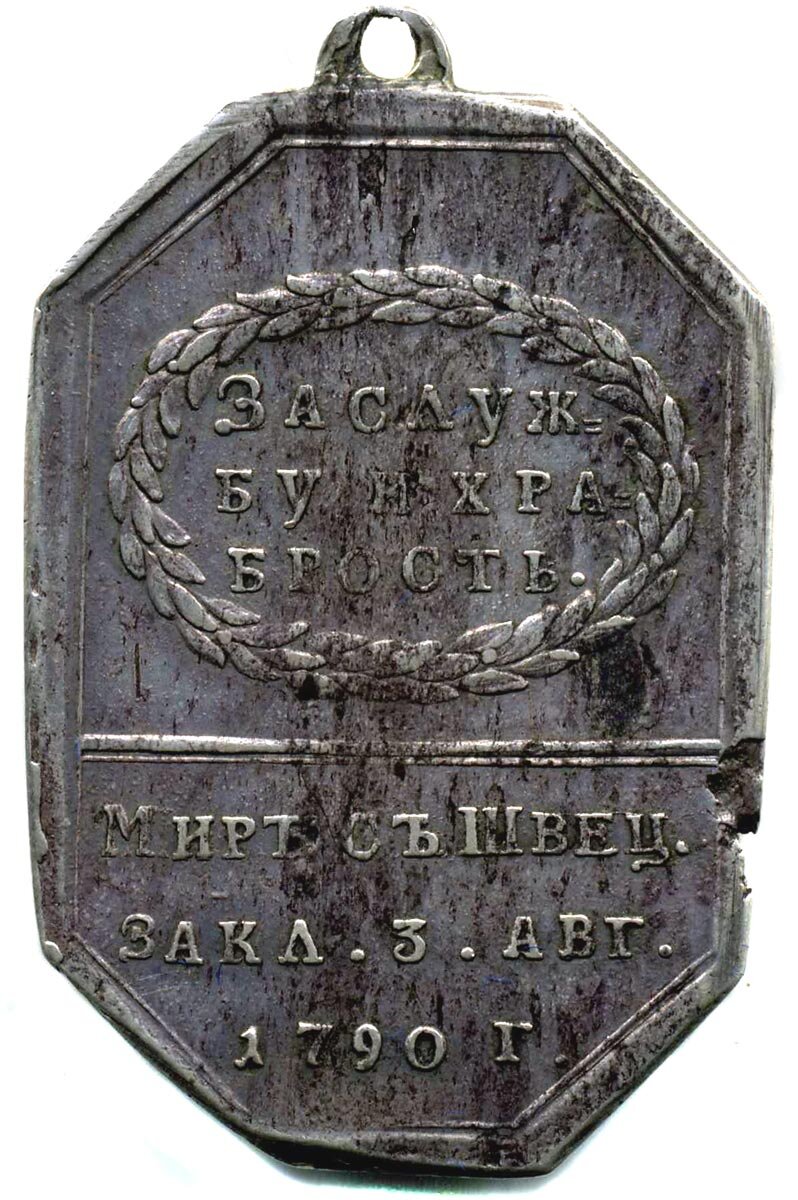 ЗАСЛУЖ=
БУ И ХРА-
БРОСТЬ.
МИРЪ СЪ ШВЕЦ.
ЗАКЛ. 3. АВГ.
1790 Г.